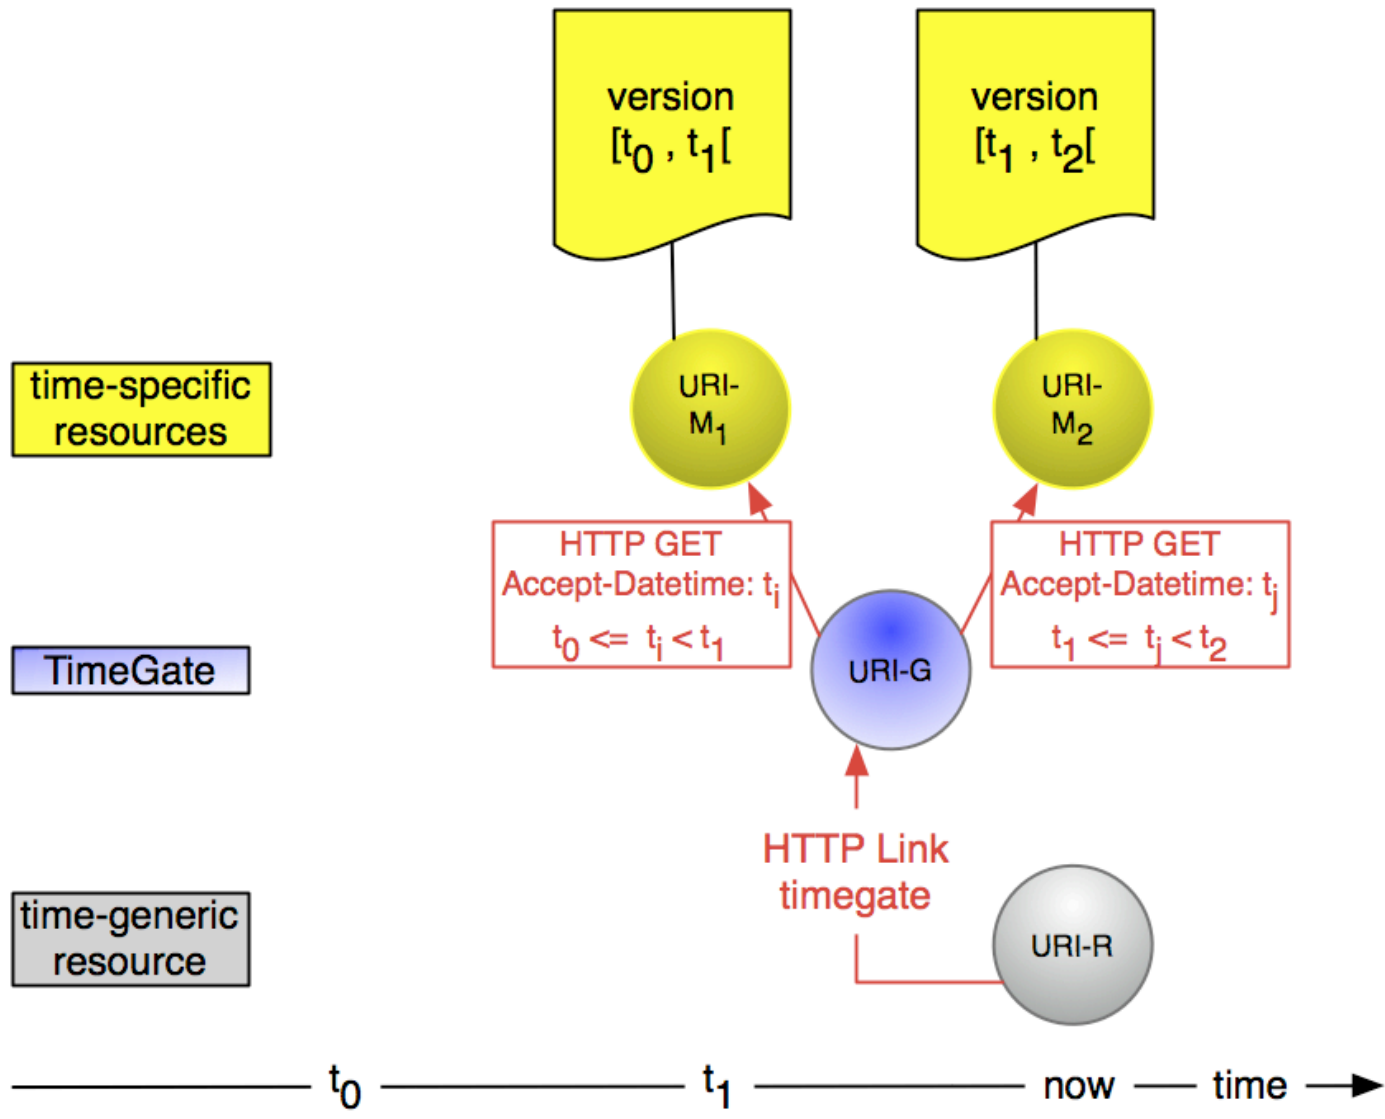 version
[t0 , t1[
version
[t1 , t2[
time-specific
resources
URI-
M1
URI-
M2
HTTP GET
Accept-Datetime: ti
t0 <= ti < t1
HTTP GET
Accept-Datetime: tj
t1 <= tj < t2
TimeGate
URI-G
HTTP Link
timegate
time-generic
resource
URI-R
t0 t1 now time